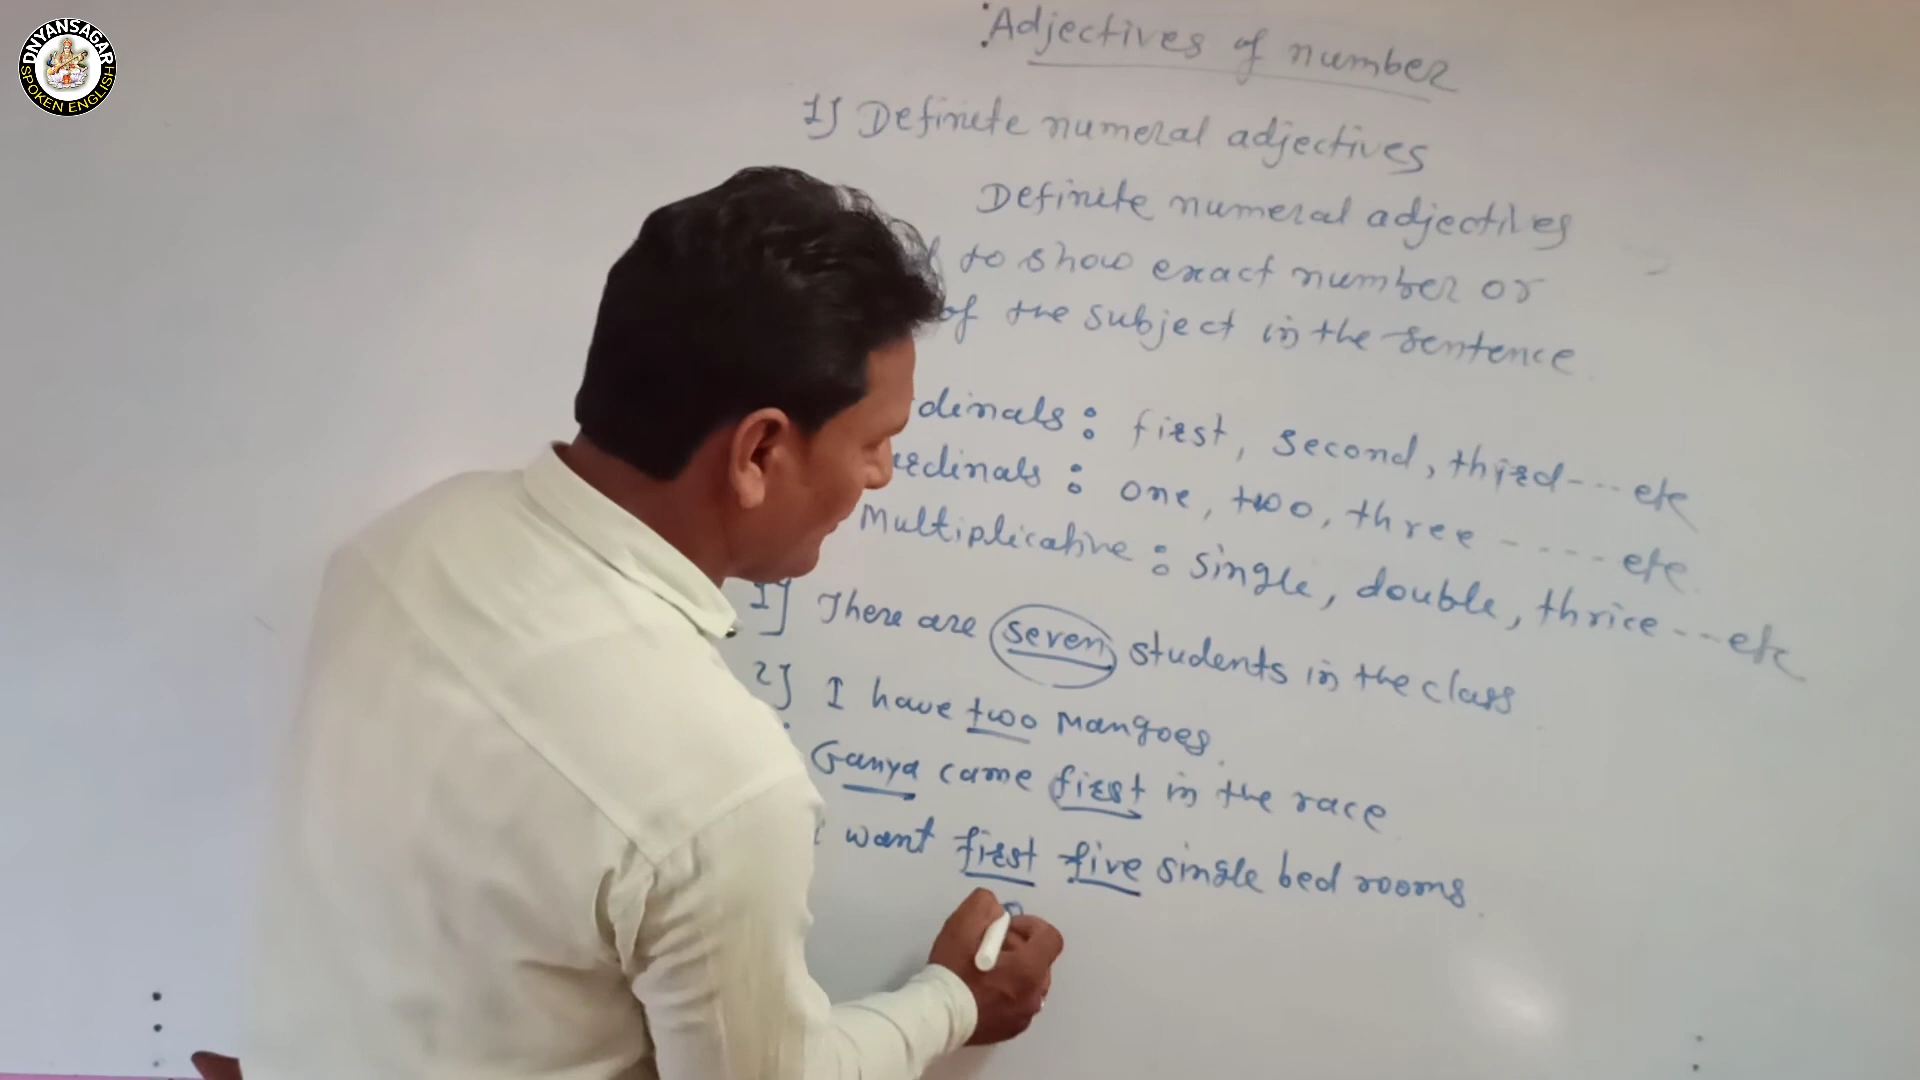 DNYANSAGAR
SPOKEN ENGLISH
Adjectives of number
1] Definite numeral adjectives
Definite numeral adjectives
to show exact number or
of the subject in the sentence
dinals : first, second, third --- etc
rdinals : one, two, three ----- etc
Multiplicative : single, double, thrice --- etc
1] There are seven students in the class
2] I have two Mangoes.
Ganya came first in the race
I want first five single bed rooms.